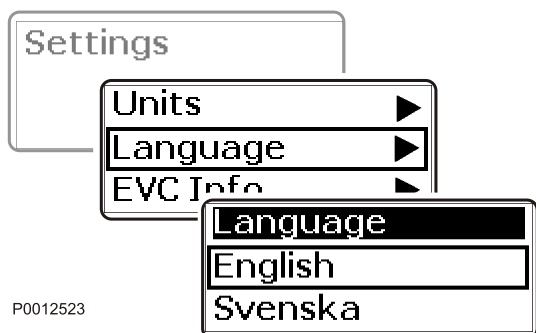 Settings
Units
Language
EVC Info
Language
English
Svenska
P0012523